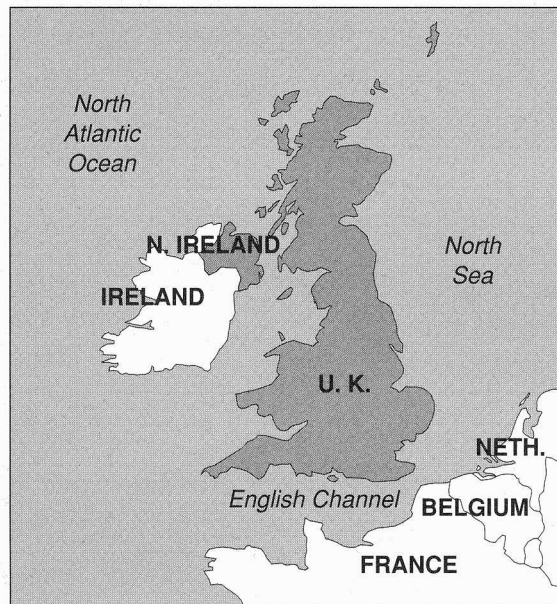 North
Atlantic
Ocean
N. IRELAND
North
Sea
IRELAND
U. K.
NETH.
English Channel
BELGIUM
FRANCE